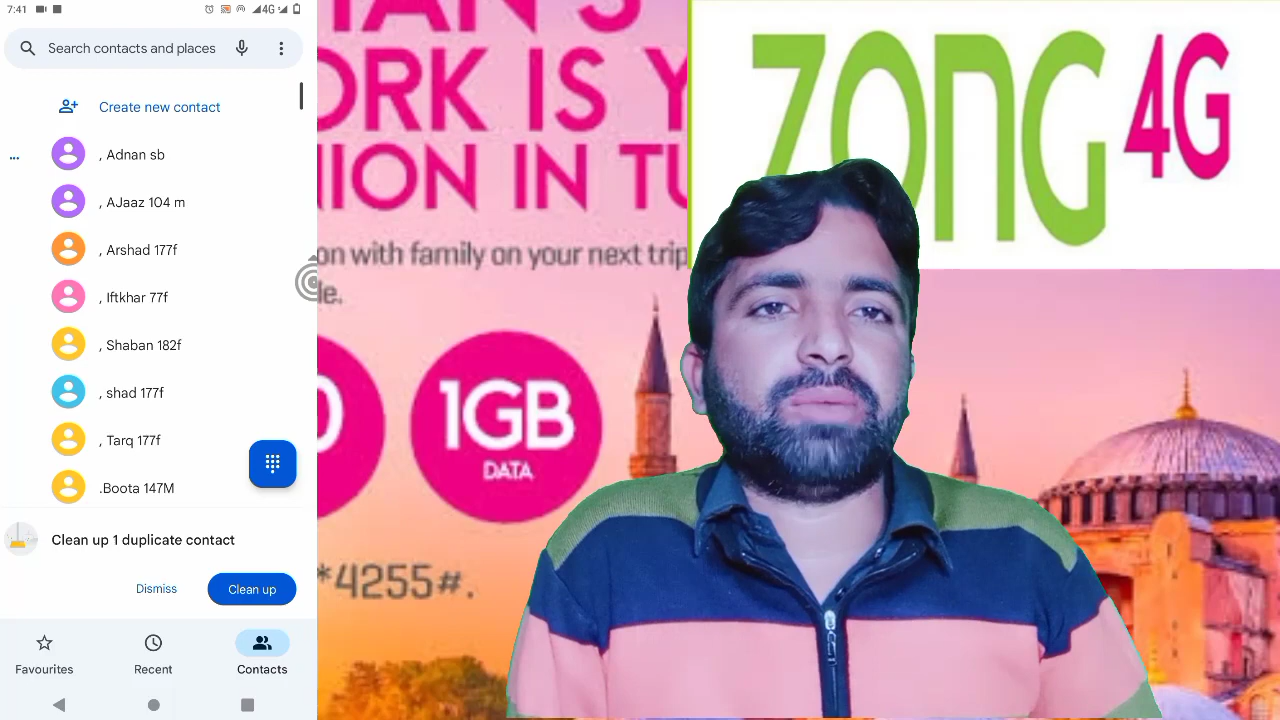 7:41
4G
Search contacts and places
Create new contact
, Adnan sb
, AJaaz 104 m
, Arshad 177f
, Iftkhar 77f
, Shaban 182f
, shad 177f
, Tarq 177f
.Boota 147M
Clean up 1 duplicate contact
Dismiss
Clean up
Favourites
Recent
Contacts
ORK IS Y
NION IN TU
on with family on your next trip
le.
1GB
DATA
*4255#.
ZONG 4G